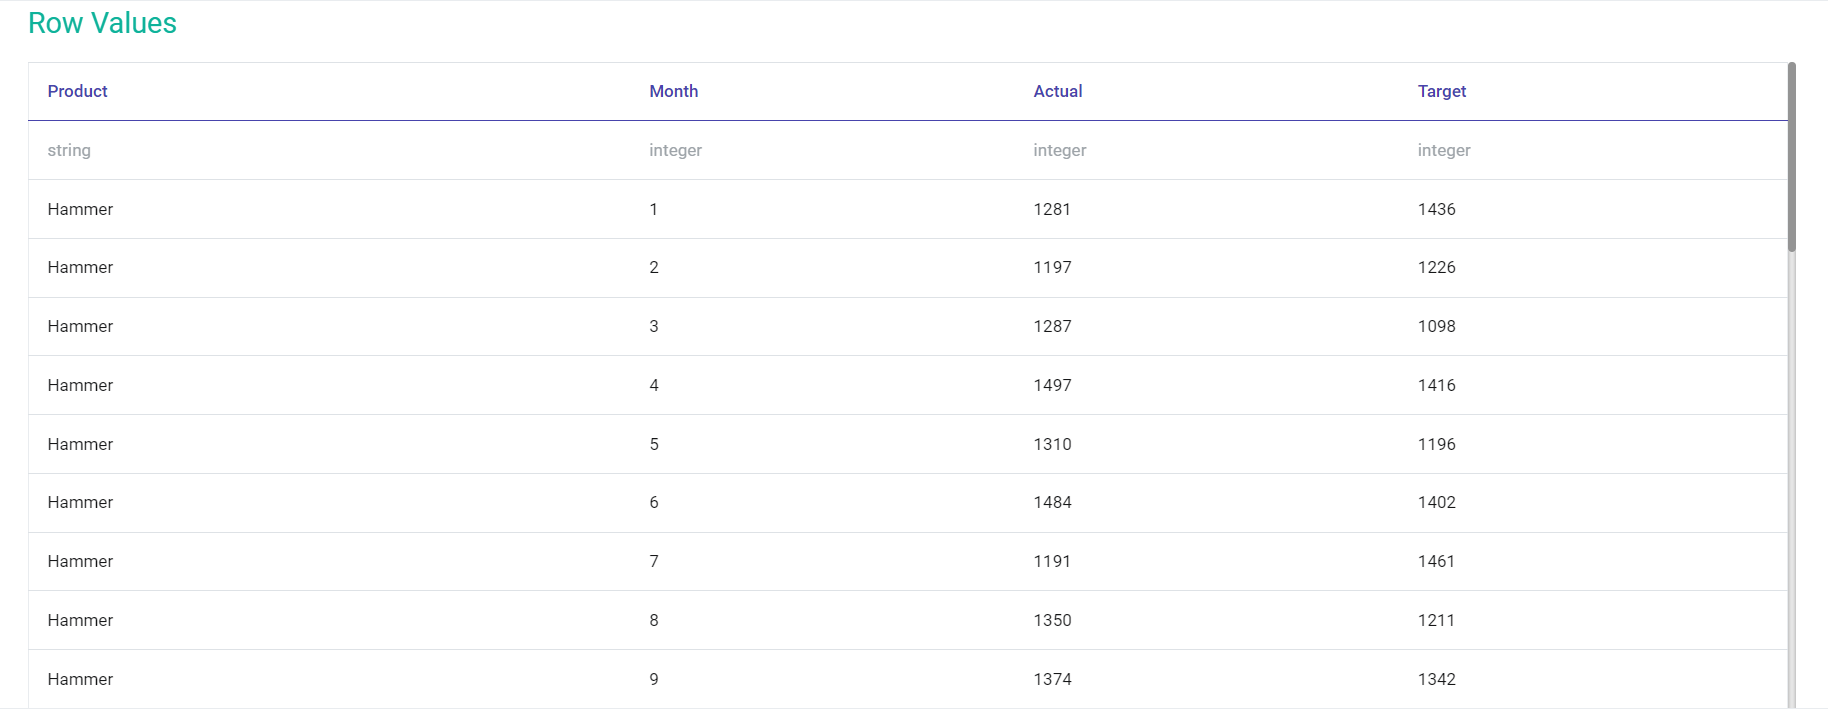 Row Values
Product Month Actual Target
string integer integer integer
Hammer 1 1281 1436
Hammer 2 1197 1226
Hammer 3 1287 1098
Hammer 4 1497 1416
Hammer 5 1310 1196
Hammer 6 1484 1402
Hammer 7 1191 1461
Hammer 8 1350 1211
Hammer 9 1374 1342